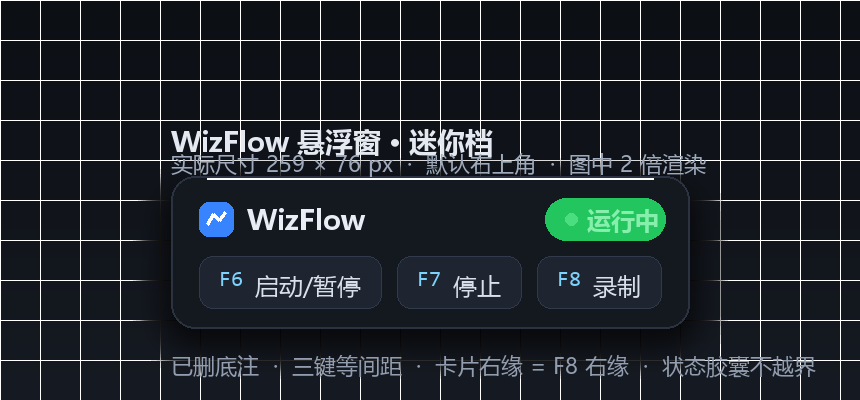 WizFlow 悬浮窗 • 迷你档
实际尺寸 259 × 76 px · 默认右上角 · 图中 2 倍渲染
WizFlow 运行中
F6 启动/暂停 F7 停止 F8 录制
已删底注 · 三键等间距 · 卡片右缘 = F8 右缘 · 状态胶囊不越界